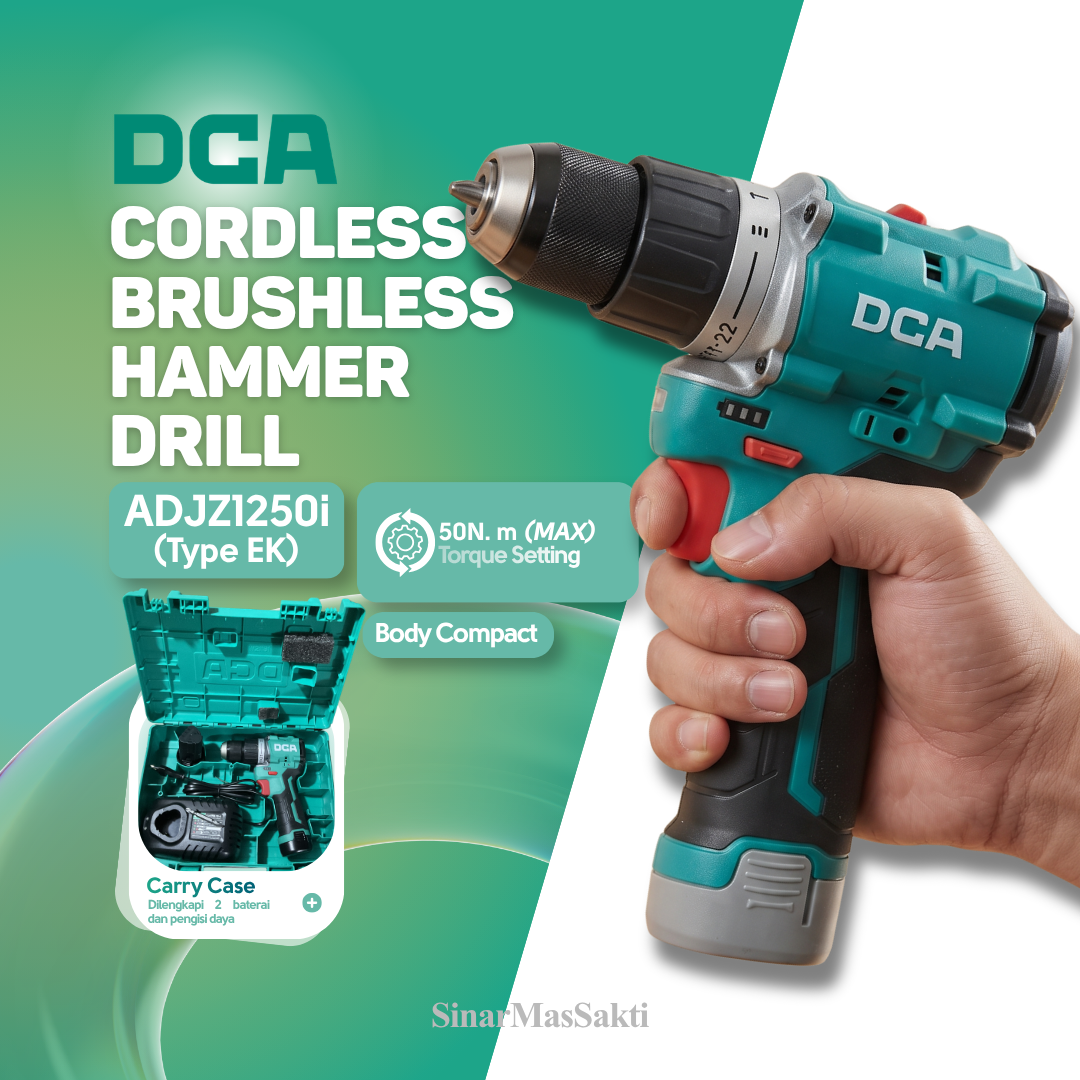 DCA
CORDLESS
BRUSHLESS
HAMMER
DRILL
ADJZ1250i
(Type EK)
50N. m (MAX)
Torque Setting
Body Compact
DCA
22
1
DCA
DCA
Carry Case
Dilengkapi 2 baterai
dan pengisi daya
SinarMasSakti